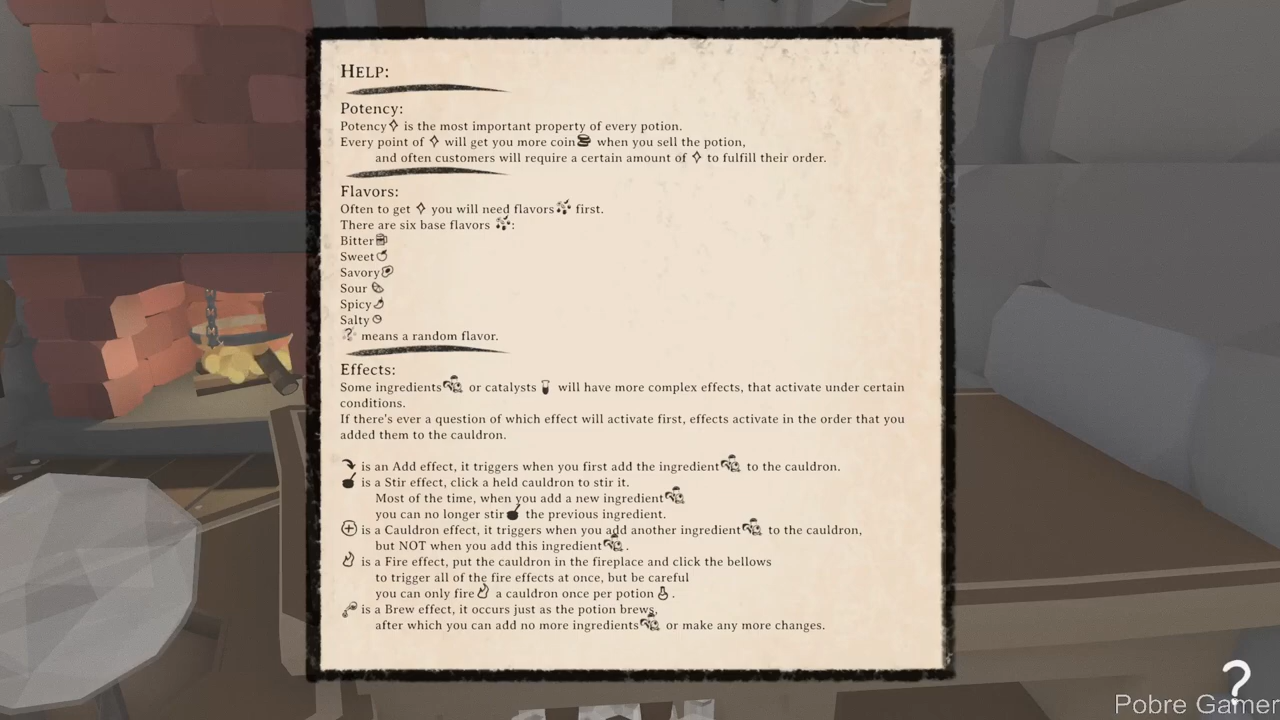 HELP:
Potency:
Potency is the most important property of every potion.
Every point of will get you more coin when you sell the potion,
and often customers will require a certain amount of to fulfill their order.
Flavors:
Often to get you will need flavors first.
There are six base flavors :
Bitter
Sweet
Savory
Sour
Spicy
Salty
? means a random flavor.
Effects:
Some ingredients or catalysts will have more complex effects, that activate under certain
conditions.
If there's ever a question of which effect will activate first, effects activate in the order that you
added them to the cauldron.
is an Add effect, it triggers when you first add the ingredient to the cauldron.
is a Stir effect, click a held cauldron to stir it.
Most of the time, when you add a new ingredient
you can no longer stir the previous ingredient.
is a Cauldron effect, it triggers when you add another ingredient to the cauldron,
but NOT when you add this ingredient .
is a Fire effect, put the cauldron in the fireplace and click the bellows
to trigger all of the fire effects at once, but be careful
you can only fire a cauldron once per potion .
is a Brew effect, it occurs just as the potion brews,
after which you can add no more ingredients or make any more changes.
?
Pobre Gamer